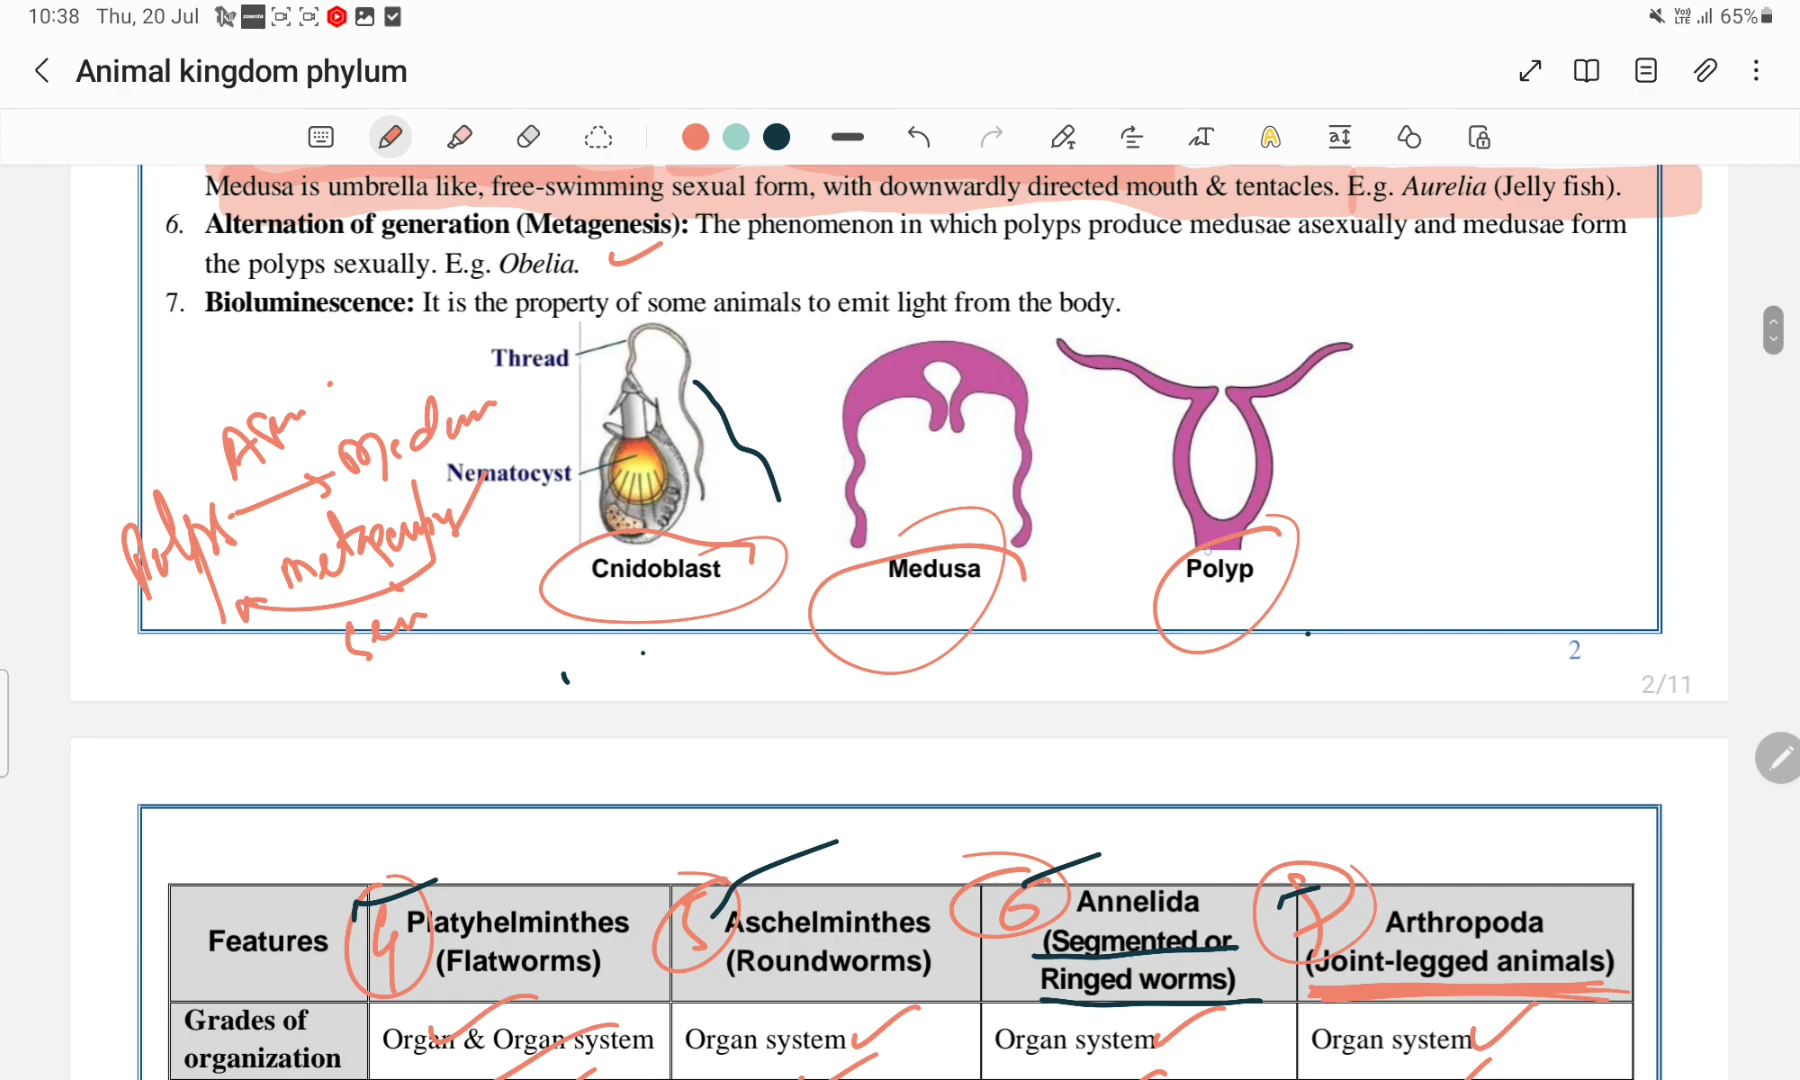 10:38 Thu, 20 Jul
65%
Animal kingdom phylum
Medusa is umbrella like, free-swimming sexual form, with downwardly directed mouth & tentacles. E.g. Aurelia (Jelly fish).
6. Alternation of generation (Metagenesis): The phenomenon in which polyps produce medusae asexually and medusae form
the polyps sexually. E.g. Obelia.
7. Bioluminescence: It is the property of some animals to emit light from the body.
Thread
Nematocyst
Polyps
Cnidoblast
Medusa
Polyp
2
2/11
4
5
6
7
Features
Platyhelminthes
(Flatworms)
Aschelminthes
(Roundworms)
Annelida
(Segmented or
Ringed worms)
Arthropoda
(Joint-legged animals)
Grades of
organization
Organ & Organ system
Organ system
Organ system
Organ system